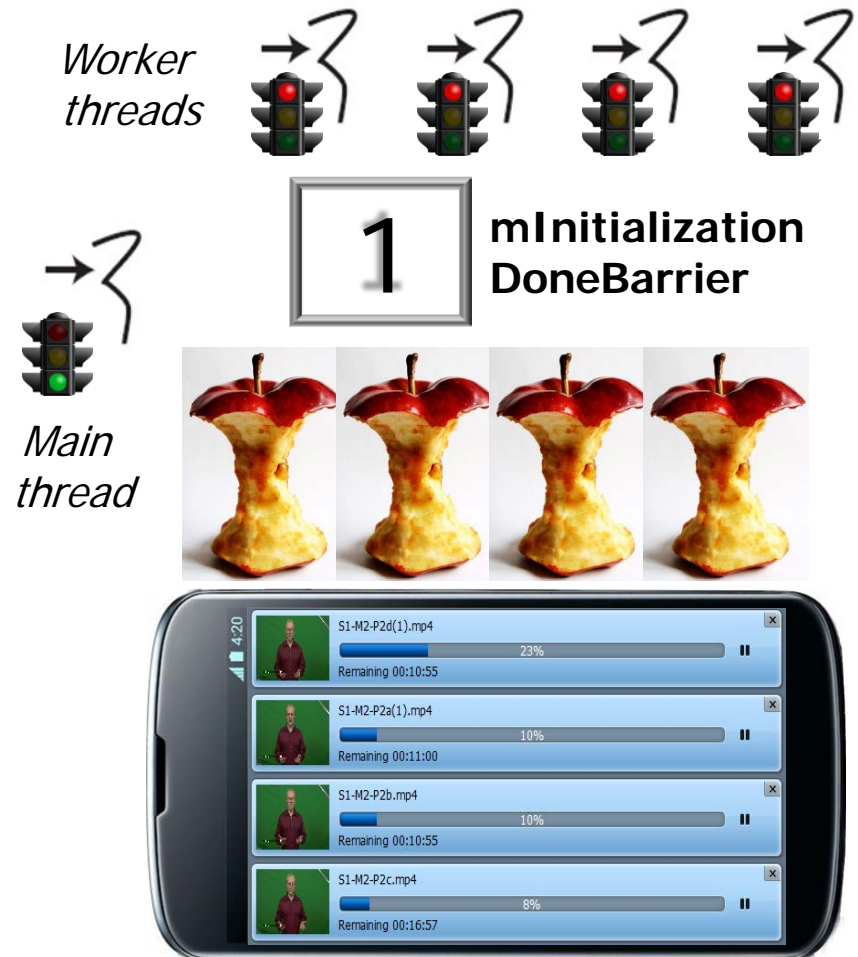 Worker
threads
1
mInitialization
DoneBarrier
Main
thread
4:20
S1-M2-P2d(1).mp4
23%
Remaining 00:10:55
S1-M2-P2a(1).mp4
10%
Remaining 00:11:00
S1-M2-P2b.mp4
10%
Remaining 00:10:55
S1-M2-P2c.mp4
8%
Remaining 00:16:57